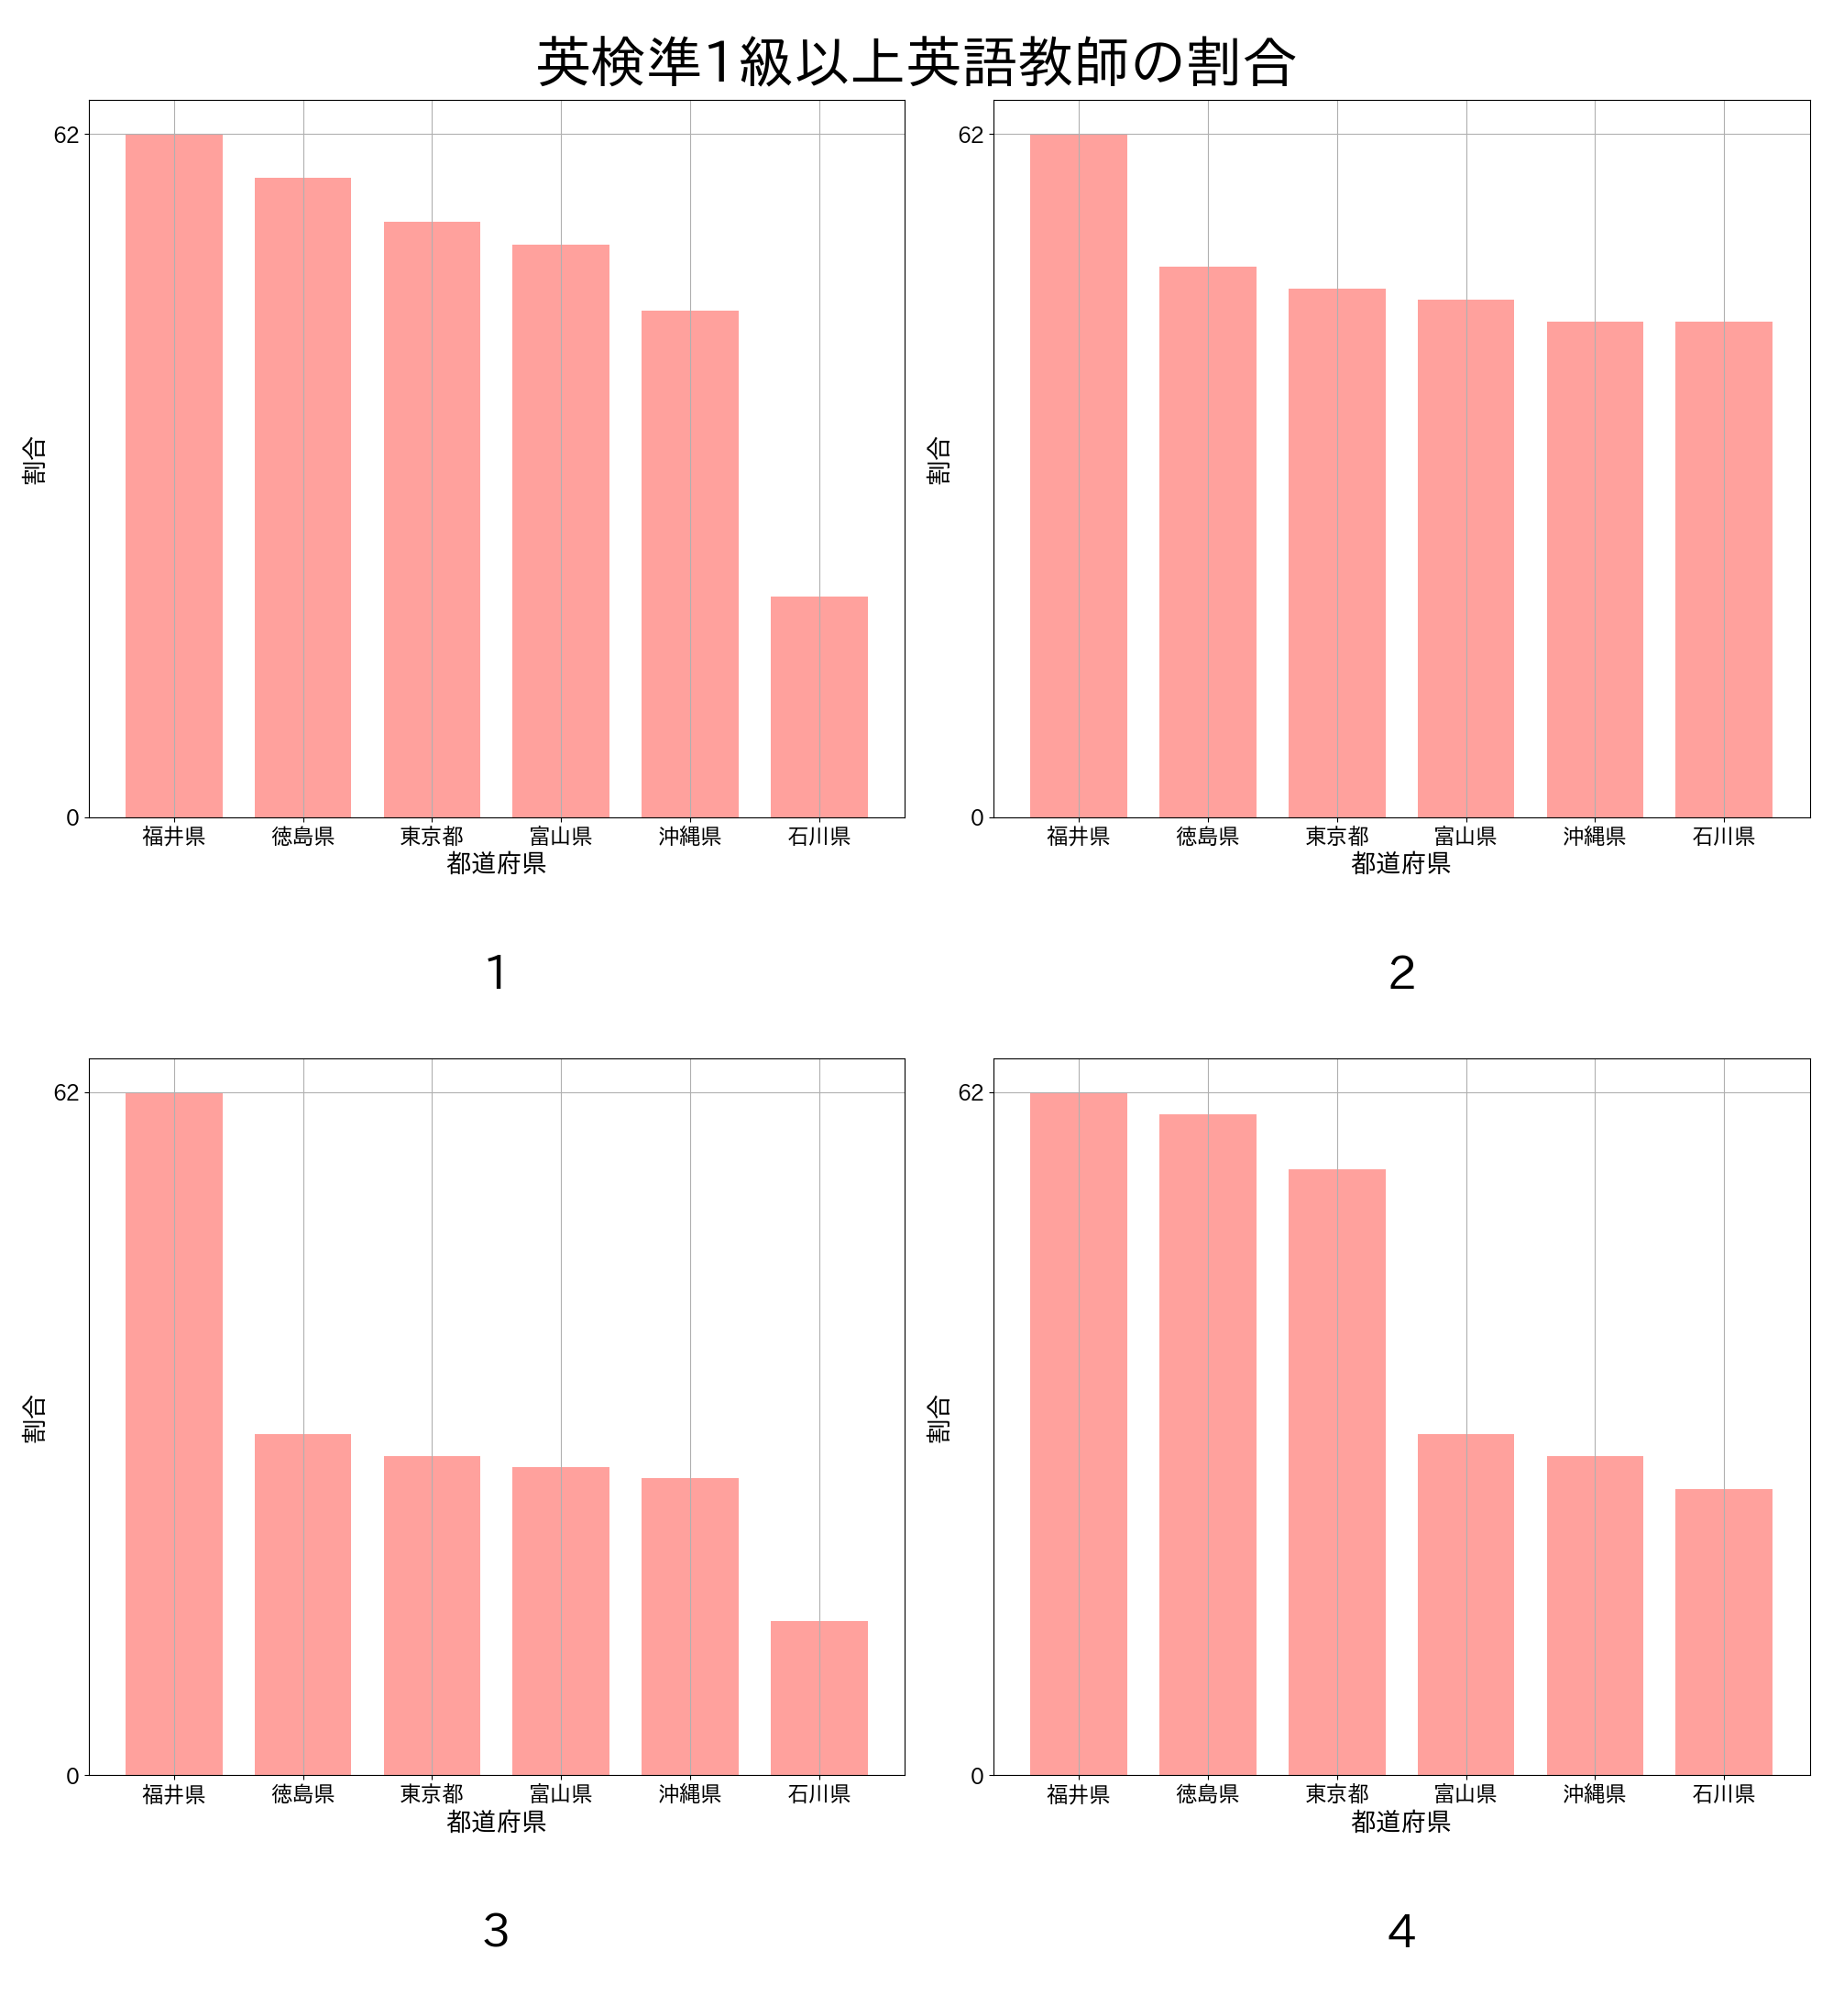 英検準1級以上英語教師の割合
62
0
割合
福井県 徳島県 東京都 富山県 沖縄県 石川県
都道府県
1
62
0
割合
福井県 徳島県 東京都 富山県 沖縄県 石川県
都道府県
2
62
0
割合
福井県 徳島県 東京都 富山県 沖縄県 石川県
都道府県
3
62
0
割合
福井県 徳島県 東京都 富山県 沖縄県 石川県
都道府県
4